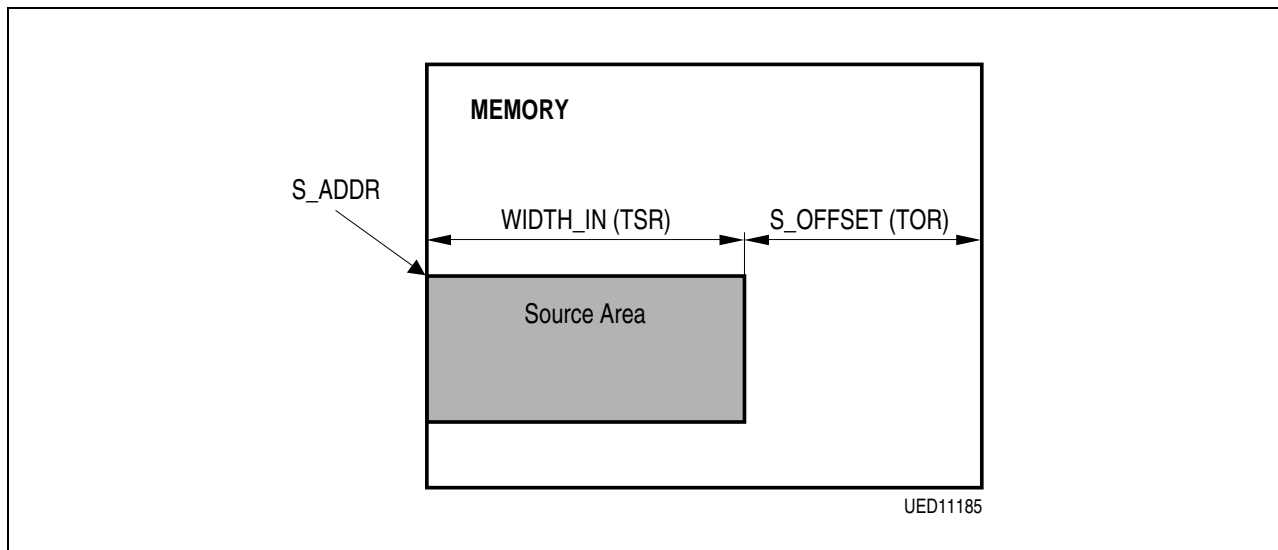 MEMORY
S_ADDR
WIDTH_IN (TSR)
S_OFFSET (TOR)
Source Area
UED11185